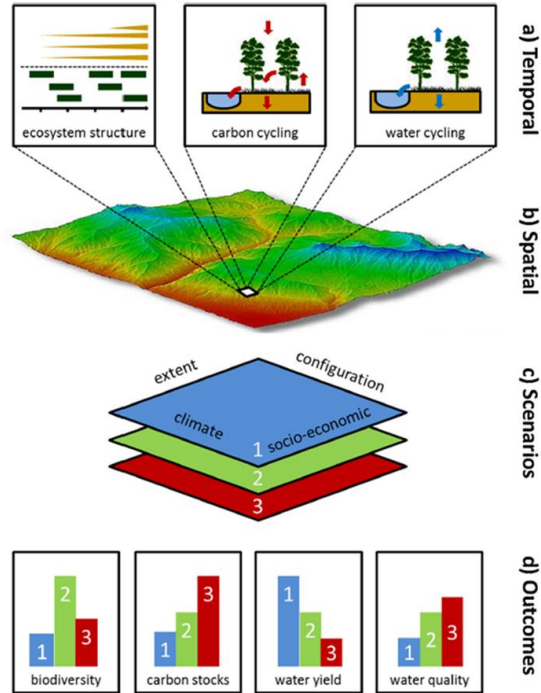 ecosystem structure
carbon cycling
water cycling
a) Temporal
b) Spatial
extent
configuration
climate
socio-economic
1
2
3
c) Scenarios
1
2
3
biodiversity
1
2
3
carbon stocks
1
2
3
water yield
1
2
3
water quality
d) Outcomes